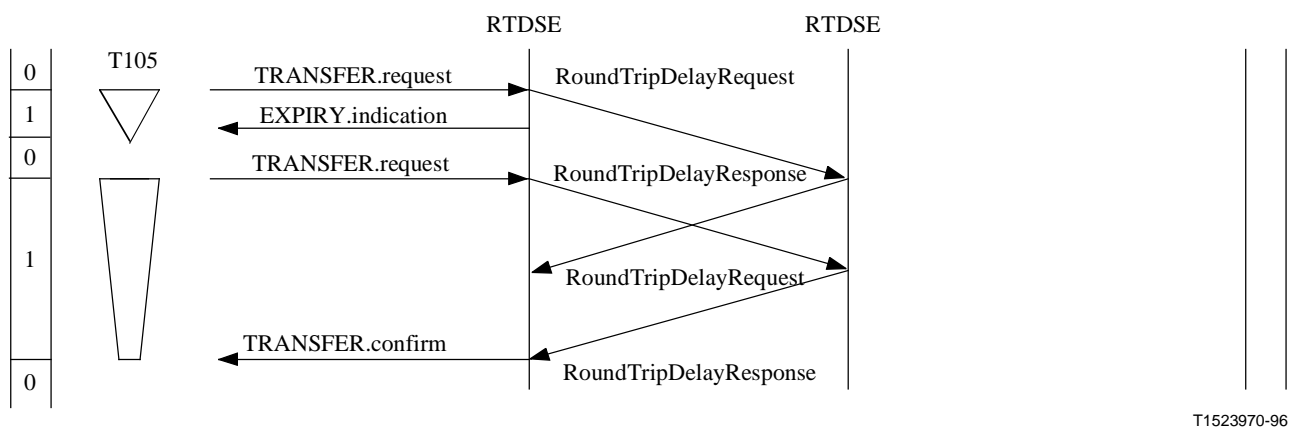 RTDSE RTDSE
0 T105 TRANSFER.request RoundTripDelayRequest
1 EXPIRY.indication
0 TRANSFER.request RoundTripDelayResponse
1 RoundTripDelayRequest
TRANSFER.confirm
0 RoundTripDelayResponse
T1523970-96